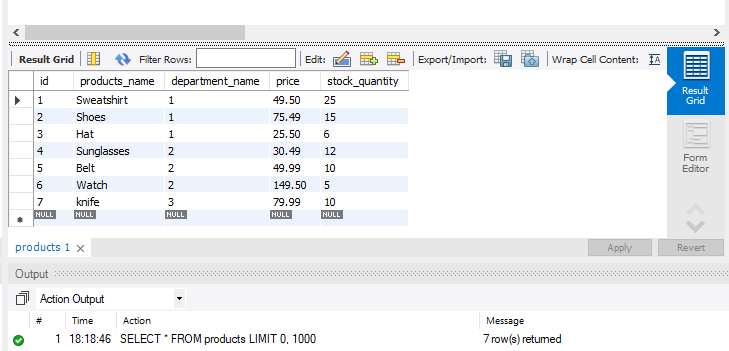 Result Grid Filter Rows: Edit: Export/Import: Wrap Cell Content: IA
id products_name department_name price stock_quantity
1 Sweatshirt 1 49.50 25
2 Shoes 1 75.49 15
3 Hat 1 25.50 6
4 Sunglasses 2 30.49 12
5 Belt 2 49.99 10
6 Watch 2 149.50 5
7 knife 3 79.99 10
NULL NULL NULL NULL NULL
Result
Grid
Form
Editor
products 1 Apply Revert
Output
Action Output
# Time Action Message
1 18:18:46 SELECT * FROM products LIMIT 0, 1000 7 row(s) returned